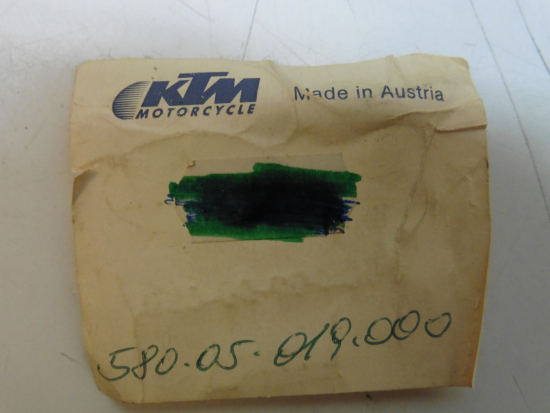 KTM Made in Austria
MOTORCYCLE
580.05.019.000